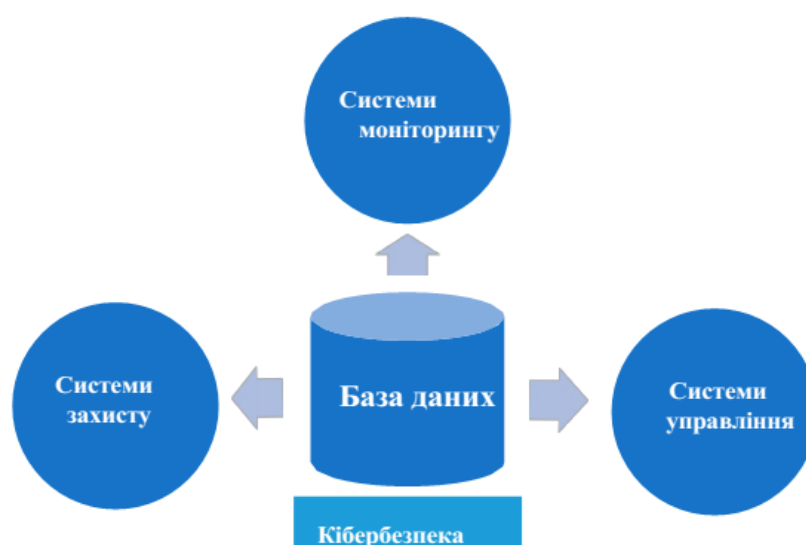 Системи
моніторингу
Системи
захисту
База даних
Системи
управління
Кібербезпека